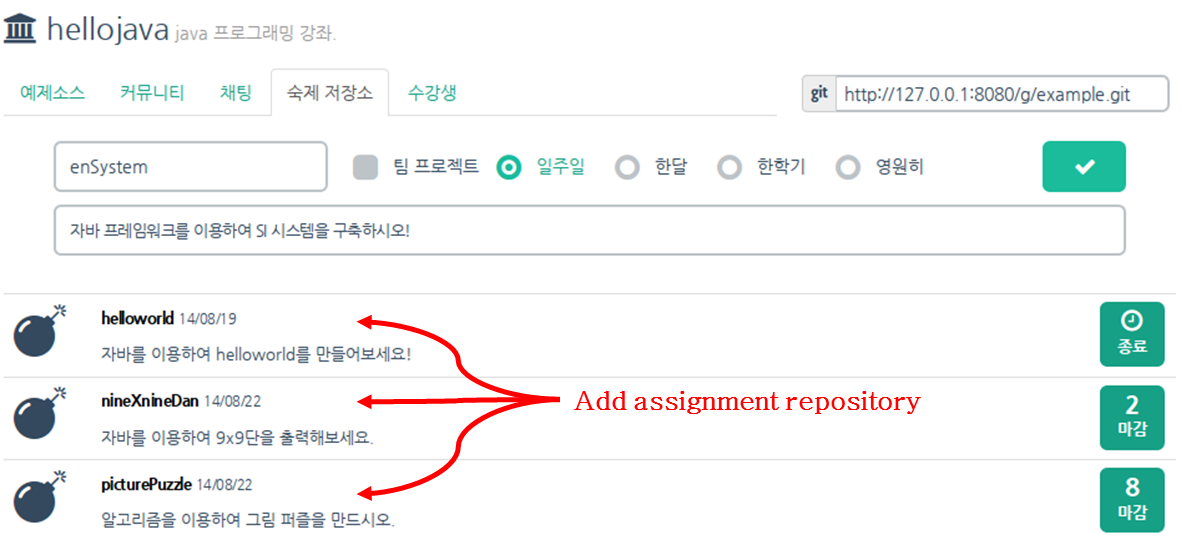 hellojava java 프로그래밍 강좌.
예제소스 커뮤니티 채팅 숙제 저장소 수강생
git http://127.0.0.1:8080/g/example.git
enSystem 팀 프로젝트 일주일 한달 한학기 영원히
자바 프레임워크를 이용하여 SI 시스템을 구축하시오!
helloworld 14/08/19
자바를 이용하여 helloworld를 만들어보세요!
종료
nineXnineDan 14/08/22
자바를 이용하여 9x9단을 출력해보세요.
2
마감
Add assignment repository
picturePuzzle 14/08/22
알고리즘을 이용하여 그림 퍼즐을 만드시오.
8
마감